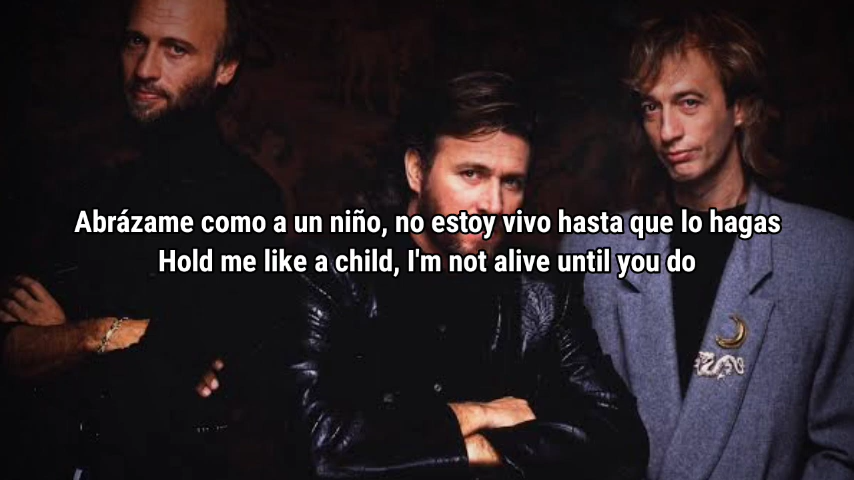 Abrázame como a un niño, no estoy vivo hasta que lo hagas
Hold me like a child, I'm not alive until you do